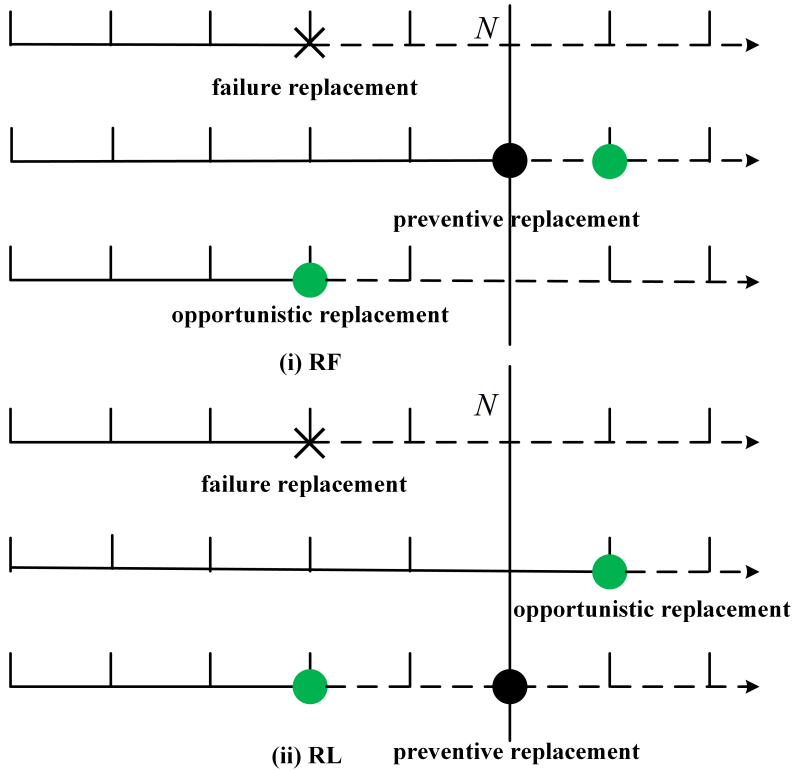 N
failure replacement
preventive replacement
opportunistic replacement
(i) RF
N
failure replacement
opportunistic replacement
(ii) RL
preventive replacement